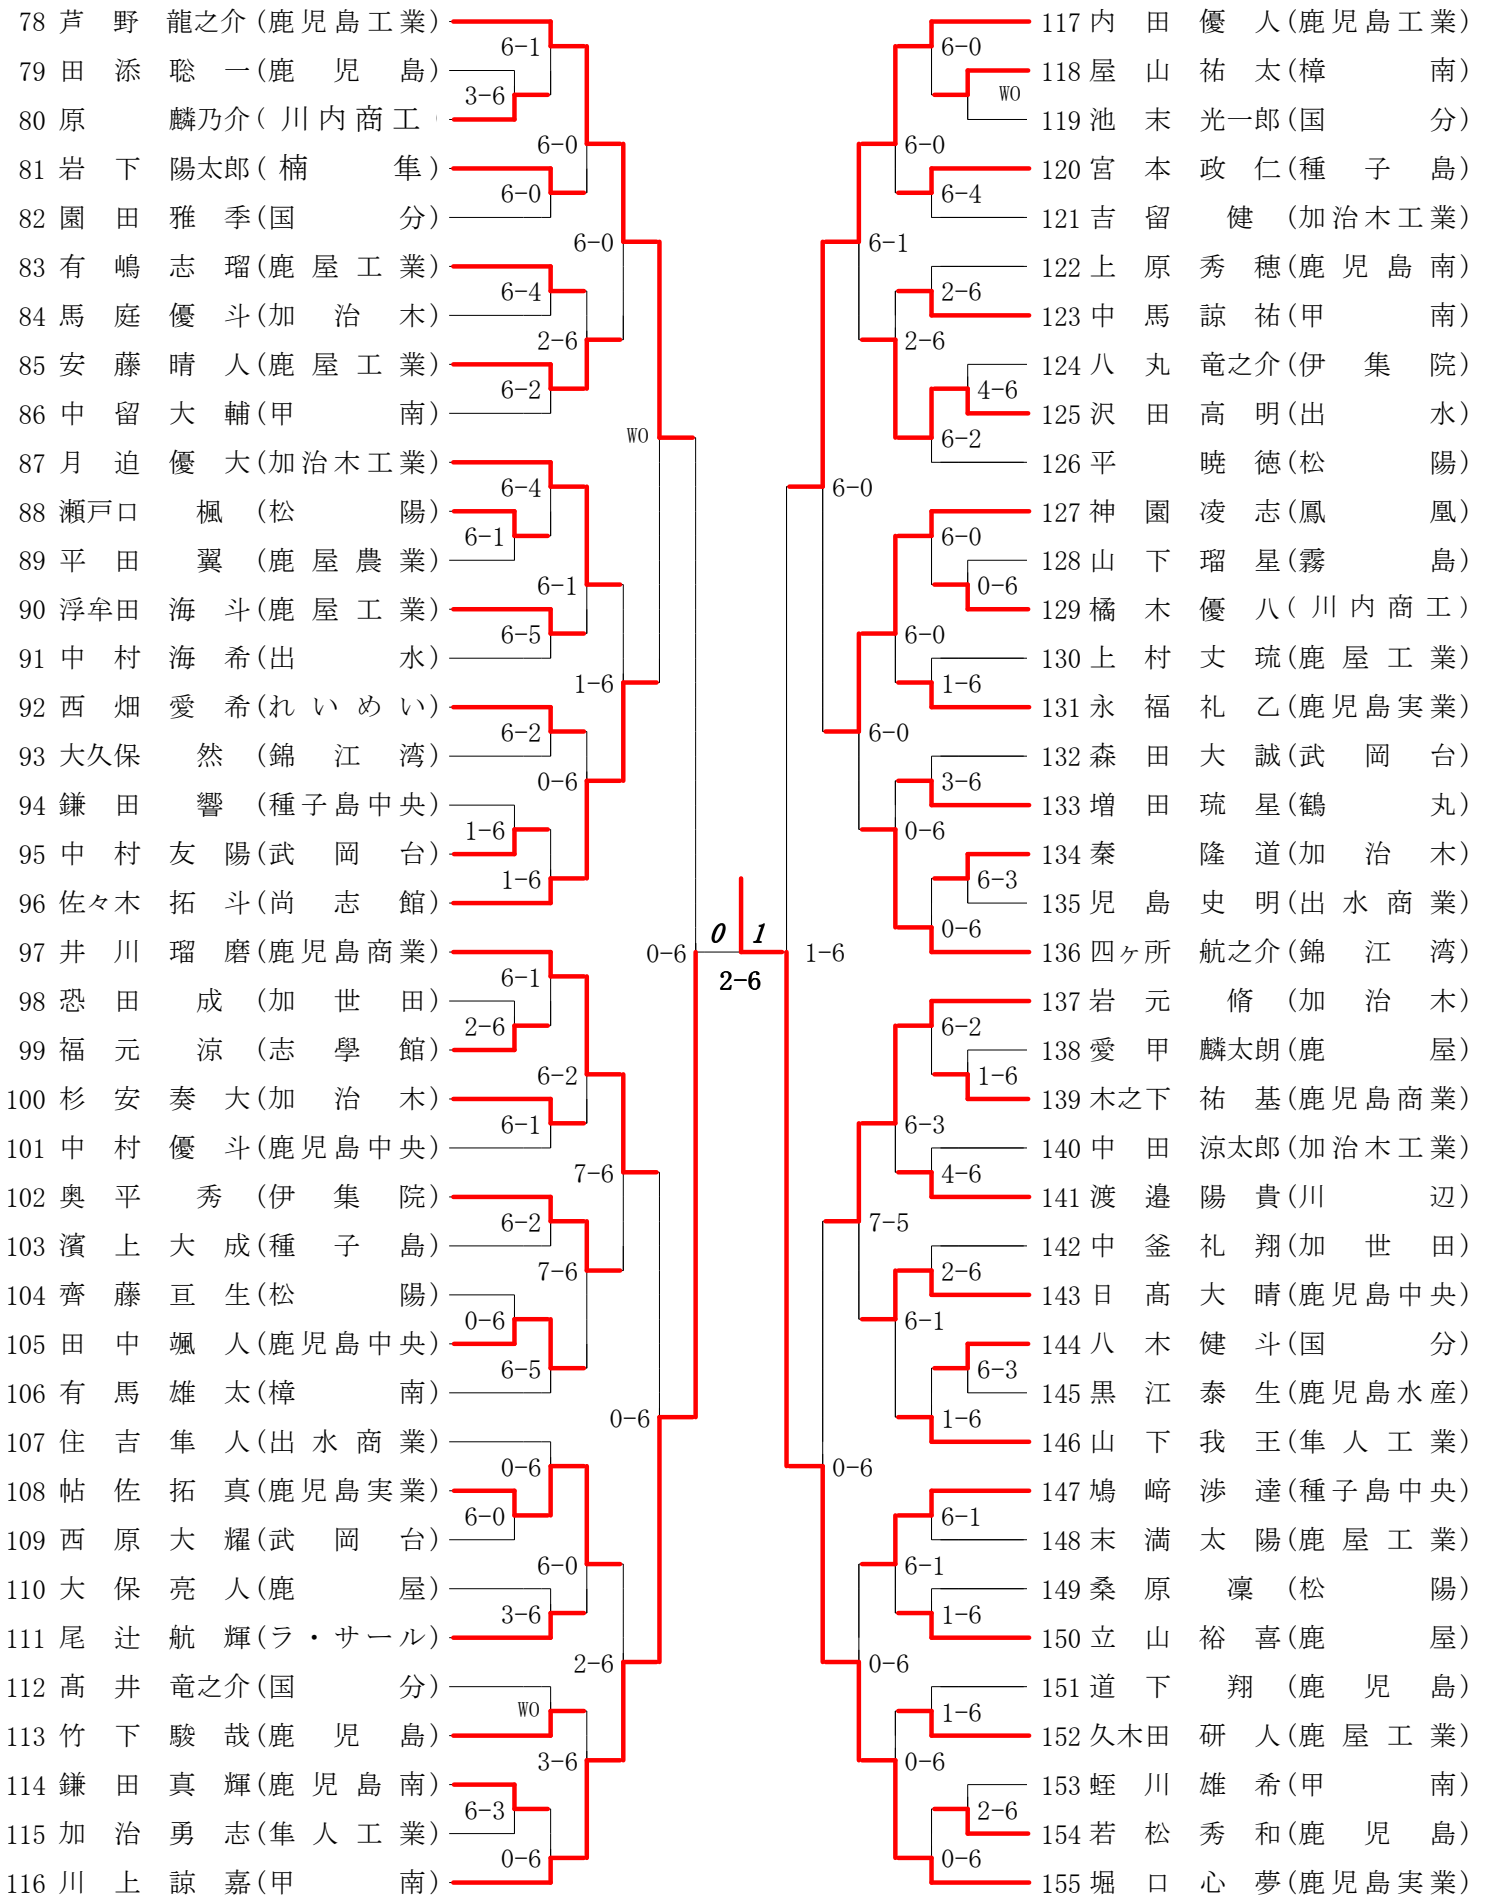 78 芦野 龍之介 (鹿児島工業)
6-1
79 田添 聡一 (鹿児島)
3-6
80 原 麟乃介 (川内商工
6-0
81 岩下 陽太郎 (楠隼)
6-0
82 園田 雅季 (国分)
6-0
83 有嶋 志瑠 (鹿屋工業)
6-4
84 馬庭 優斗 (加治木)
2-6
85 安藤 晴人 (鹿屋工業)
6-2
86 中留 大輔 (甲南)
WO
87 月迫 優大 (加治木工業)
6-4
88 瀬戸口 楓 (松陽)
6-1
89 平田 翼 (鹿屋農業)
6-1
90 浮牟田 海斗 (鹿屋工業)
6-5
91 中村 海希 (出水)
1-6
92 西畑 愛希 (れいめい)
6-2
93 大久保 然 (錦江湾)
0-6
94 鎌田 響 (種子島中央)
1-6
95 中村 友陽 (武岡台)
1-6
96 佐々木 拓斗 (尚志館)
97 井川 瑠磨 (鹿児島商業)
0-6
6-1
98 恐田 成 (加世田)
2-6
99 福元 涼 (志學館)
6-2
100 杉安 奏大 (加治木)
6-1
101 中村 優斗 (鹿児島中央)
7-6
102 奥平 秀 (伊集院)
6-2
103 濱上 大成 (種子島)
7-6
104 齊藤 亘生 (松陽)
0-6
105 田中 颯人 (鹿児島中央)
6-5
106 有馬 雄太 (樟南)
0-6
107 住吉 隼人 (出水商業)
0-6
108 帖佐 拓真 (鹿児島実業)
6-0
109 西原 大耀 (武岡台)
6-0
110 大保 亮人 (鹿屋)
3-6
111 尾辻 航輝 (ラ・サール)
2-6
112 髙井 竜之介 (国分)
WO
113 竹下 駿哉 (鹿児島)
3-6
114 鎌田 真輝 (鹿児島南)
6-3
115 加治 勇志 (隼人工業)
0-6
116 川上 諒嘉 (甲南)
0 1
2-6
117 内田 優人 (鹿児島工業)
6-0
118 屋山 祐太 (樟南)
WO
119 池末 光一郎 (国分)
6-0
120 宮本 政仁 (種子島)
6-4
121 吉留 健 (加治木工業)
6-1
122 上原 秀穂 (鹿児島南)
2-6
123 中馬 諒祐 (甲南)
2-6
124 八丸 竜之介 (伊集院)
4-6
125 沢田 高明 (出水)
6-2
126 平 暁徳 (松陽)
6-0
127 神園 凌志 (鳳凰)
6-0
128 山下 瑠星 (霧島)
0-6
129 橘木 優八 (川内商工)
6-0
130 上村 丈琉 (鹿屋工業)
1-6
131 永福 礼乙 (鹿児島実業)
6-0
132 森田 大誠 (武岡台)
3-6
133 増田 琉星 (鶴丸)
0-6
134 秦 隆道 (加治木)
6-3
135 児島 史明 (出水商業)
0-6
136 四ヶ所 航之介 (錦江湾)
1-6
137 岩元 脩 (加治木)
6-2
138 愛甲 麟太朗 (鹿屋)
1-6
139 木之下 祐基 (鹿児島商業)
6-3
140 中田 涼太郎 (加治木工業)
4-6
141 渡邉 陽貴 (川辺)
7-5
142 中釜 礼翔 (加世田)
2-6
143 日髙 大晴 (鹿児島中央)
6-1
144 八木 健斗 (国分)
6-3
145 黒江 泰生 (鹿児島水産)
1-6
146 山下 我王 (隼人工業)
0-6
147 鳩﨑 渉達 (種子島中央)
6-1
148 末満 太陽 (鹿屋工業)
6-1
149 桑原 凜 (松陽)
1-6
150 立山 裕喜 (鹿屋)
0-6
151 道下 翔 (鹿児島)
1-6
152 久木田 研人 (鹿屋工業)
0-6
153 蛭川 雄希 (甲南)
2-6
154 若松 秀和 (鹿児島)
0-6
155 堀口 心夢 (鹿児島実業)